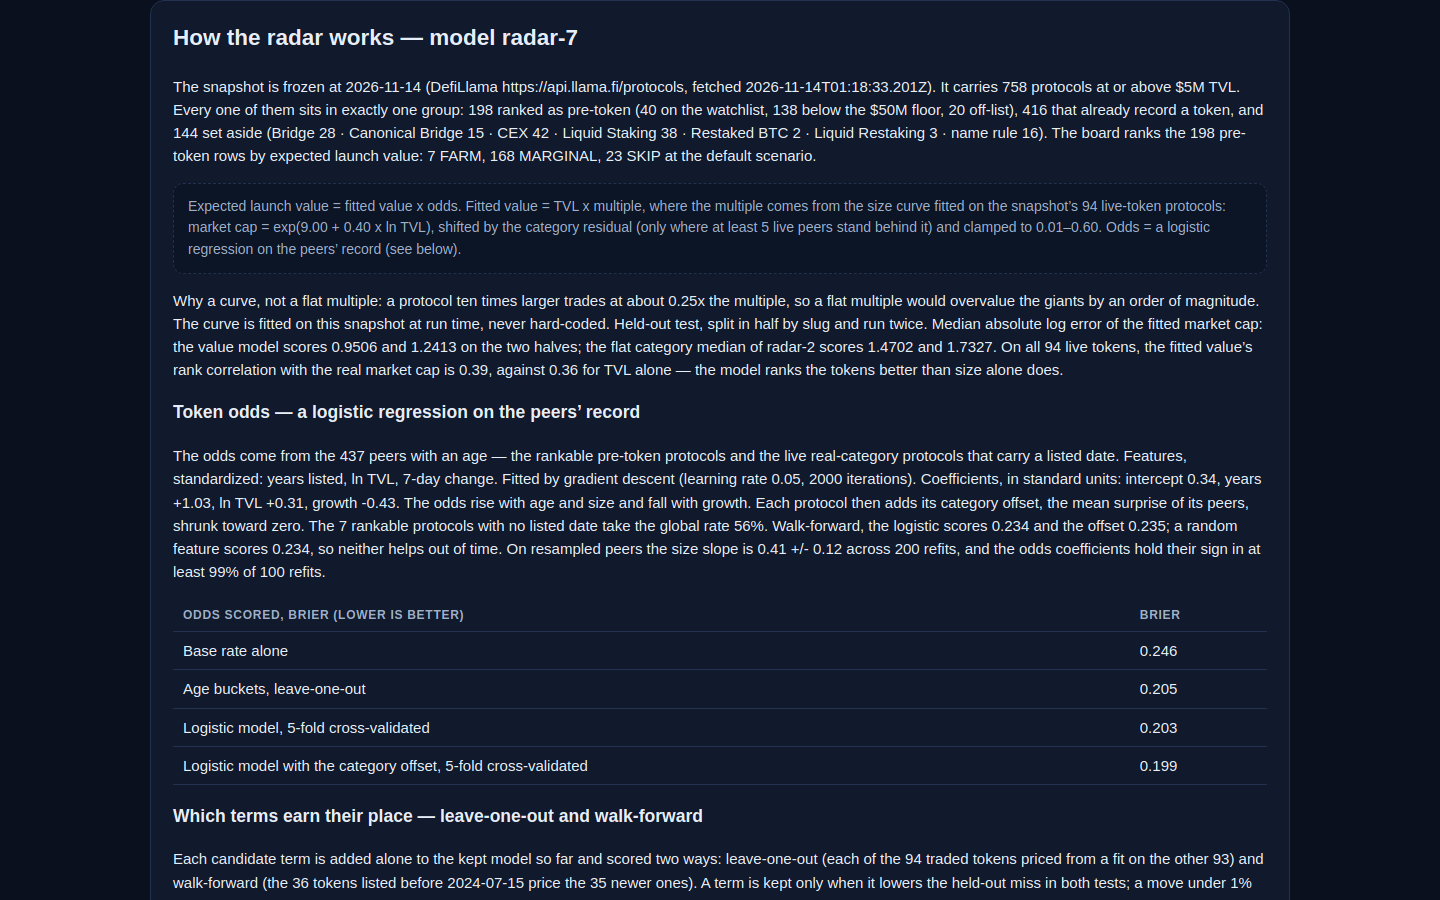 How the radar works — model radar-7
The snapshot is frozen at 2026-11-14 (DefiLlama https://api.llama.fi/protocols, fetched 2026-11-14T01:18:33.201Z). It carries 758 protocols at or above $5M TVL.
Every one of them sits in exactly one group: 198 ranked as pre-token (40 on the watchlist, 138 below the $50M floor, 20 off-list), 416 that already record a token, and
144 set aside (Bridge 28 · Canonical Bridge 15 · CEX 42 · Liquid Staking 38 · Restaked BTC 2 · Liquid Restaking 3 · name rule 16). The board ranks the 198 pre-
token rows by expected launch value: 7 FARM, 168 MARGINAL, 23 SKIP at the default scenario.
Expected launch value = fitted value x odds. Fitted value = TVL x multiple, where the multiple comes from the size curve fitted on the snapshot’s 94 live-token protocols:
market cap = exp(9.00 + 0.40 x ln TVL), shifted by the category residual (only where at least 5 live peers stand behind it) and clamped to 0.01–0.60. Odds = a logistic
regression on the peers’ record (see below).
Why a curve, not a flat multiple: a protocol ten times larger trades at about 0.25x the multiple, so a flat multiple would overvalue the giants by an order of magnitude.
The curve is fitted on this snapshot at run time, never hard-coded. Held-out test, split in half by slug and run twice. Median absolute log error of the fitted market cap:
the value model scores 0.9506 and 1.2413 on the two halves; the flat category median of radar-2 scores 1.4702 and 1.7327. On all 94 live tokens, the fitted value’s
rank correlation with the real market cap is 0.39, against 0.36 for TVL alone — the model ranks the tokens better than size alone does.
Token odds — a logistic regression on the peers’ record
The odds come from the 437 peers with an age — the rankable pre-token protocols and the live real-category protocols that carry a listed date. Features,
standardized: years listed, ln TVL, 7-day change. Fitted by gradient descent (learning rate 0.05, 2000 iterations). Coefficients, in standard units: intercept 0.34, years
+1.03, ln TVL +0.31, growth -0.43. The odds rise with age and size and fall with growth. Each protocol then adds its category offset, the mean surprise of its peers,
shrunk toward zero. The 7 rankable protocols with no listed date take the global rate 56%. Walk-forward, the logistic scores 0.234 and the offset 0.235; a random
feature scores 0.234, so neither helps out of time. On resampled peers the size slope is 0.41 +/- 0.12 across 200 refits, and the odds coefficients hold their sign in at
least 99% of 100 refits.
ODDS SCORED, BRIER (LOWER IS BETTER) BRIER
Base rate alone 0.246
Age buckets, leave-one-out 0.205
Logistic model, 5-fold cross-validated 0.203
Logistic model with the category offset, 5-fold cross-validated 0.199
Which terms earn their place — leave-one-out and walk-forward
Each candidate term is added alone to the kept model so far and scored two ways: leave-one-out (each of the 94 traded tokens priced from a fit on the other 93) and
walk-forward (the 36 tokens listed before 2024-07-15 price the 35 newer ones). A term is kept only when it lowers the held-out miss in both tests; a move under 1%